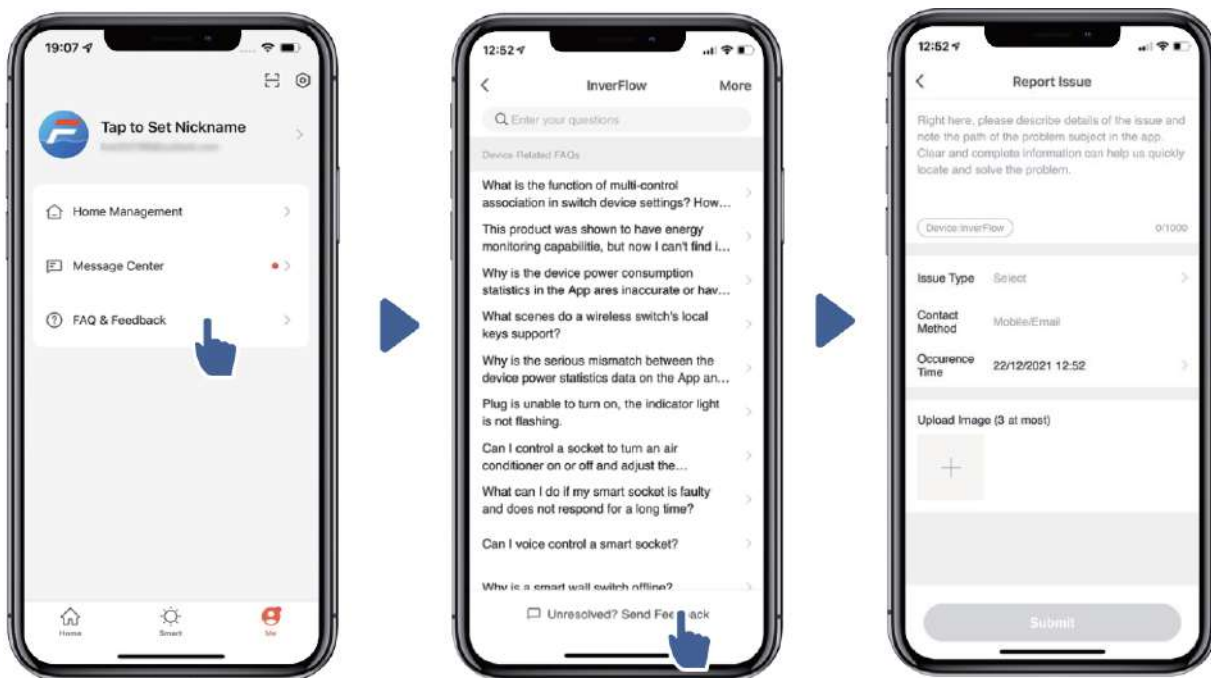 19:07
Tap to Set Nickname
Home Management
Message Center
FAQ & Feedback
Home
Smart
Me
12:52
InverFlow
More
Enter your questions
Device-Related FAQs
What is the function of multi-control
association in switch device settings? How...
This product was shown to have energy
monitoring capabilitie, but now I can't find i...
Why is the device power consumption
statistics in the App ares inaccurate or hav...
What scenes do a wireless switch's local
keys support?
Why is the serious mismatch between the
device power statistics data on the App an...
Plug is unable to turn on, the indicator light
is not flashing.
Can I control a socket to turn an air
conditioner on or off and adjust the...
What can I do if my smart socket is faulty
and does not respond for a long time?
Can I voice control a smart socket?
Why is a smart wall switch offline?
Unresolved? Send Feedback
12:52
Report Issue
Right here, please describe details of the issue and
note the path of the problem subject in the app.
Clear and complete information can help us quickly
locate and solve the problem.
Device:InverFlow
0/1000
Issue Type Select
Contact
Method
Mobile/Email
Occurence
Time
22/12/2021 12:52
Upload Image (3 at most)
Submit